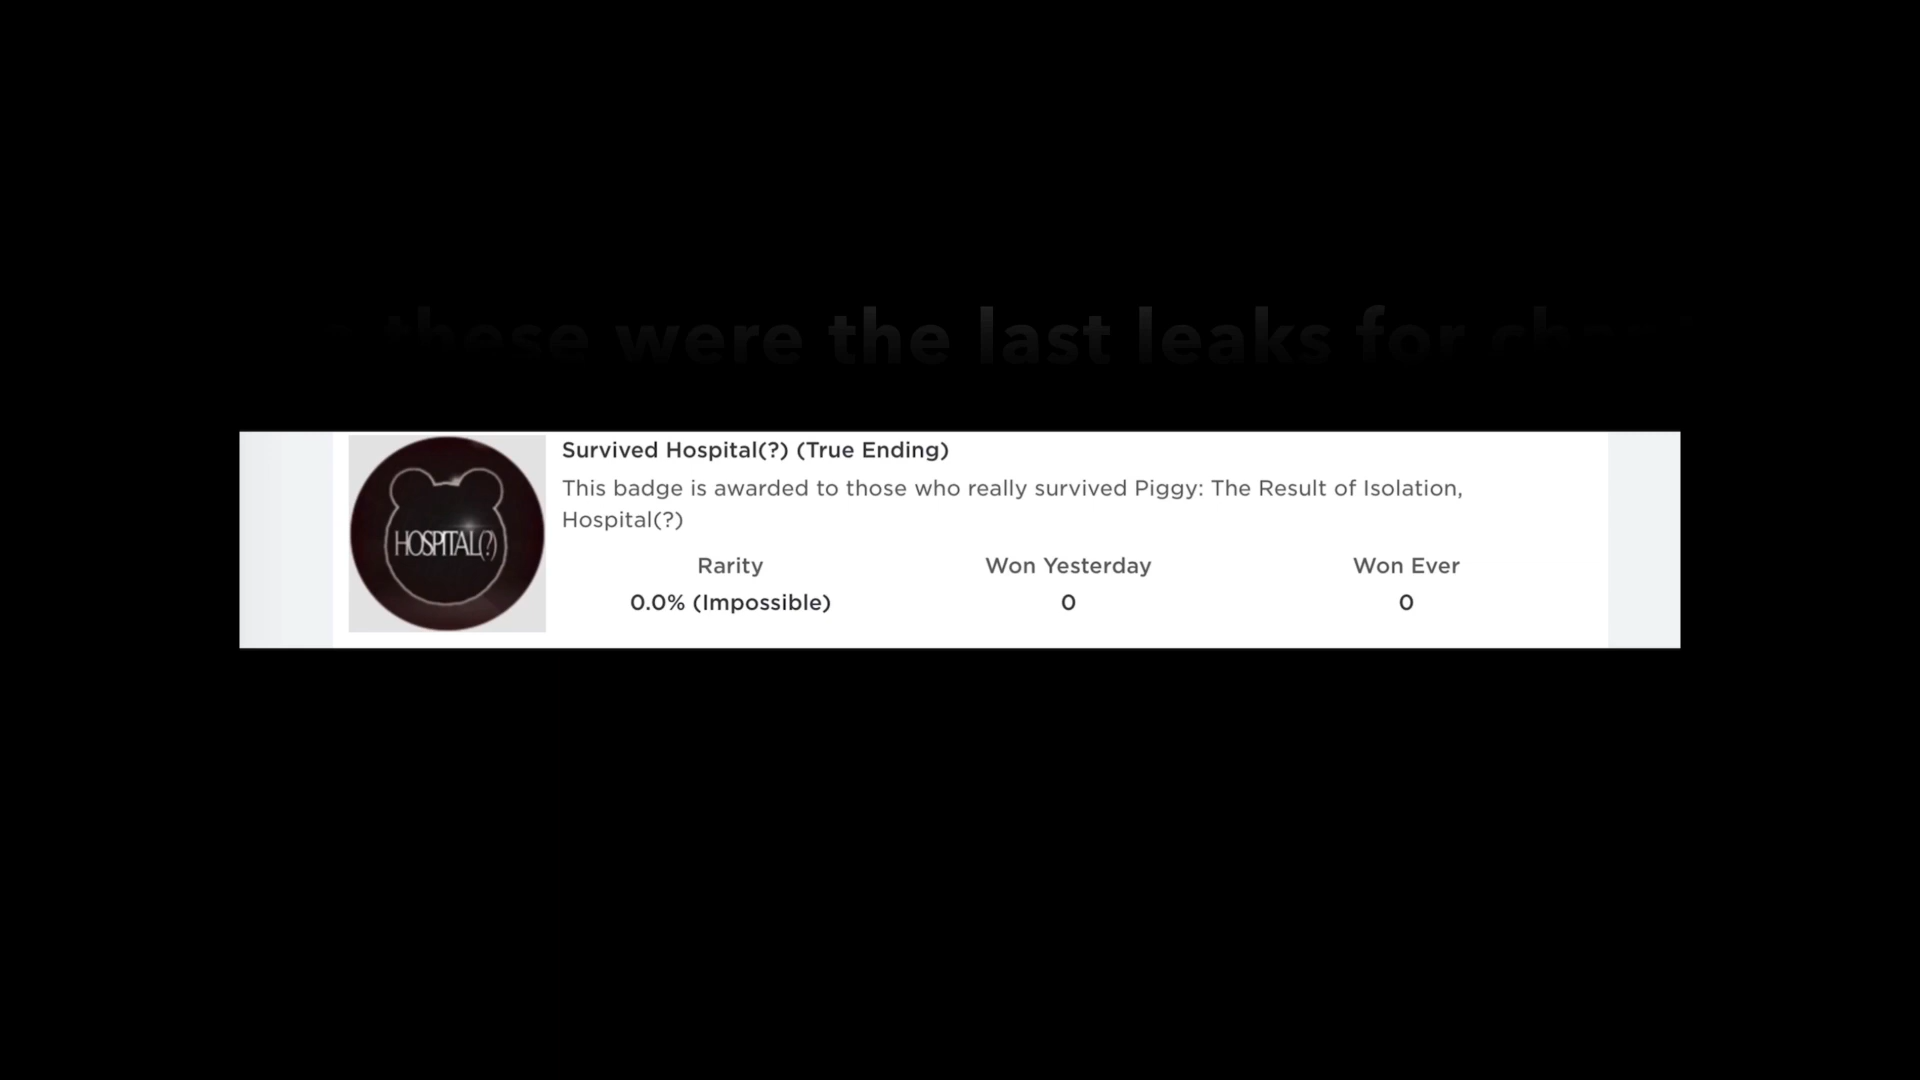 these were the last leaks for
Survived Hospital(?) (True Ending)
This badge is awarded to those who really survived Piggy: The Result of Isolation,
Hospital(?)
HOSPITAL(?)
Rarity Won Yesterday Won Ever
0.0% (Impossible) 0 0